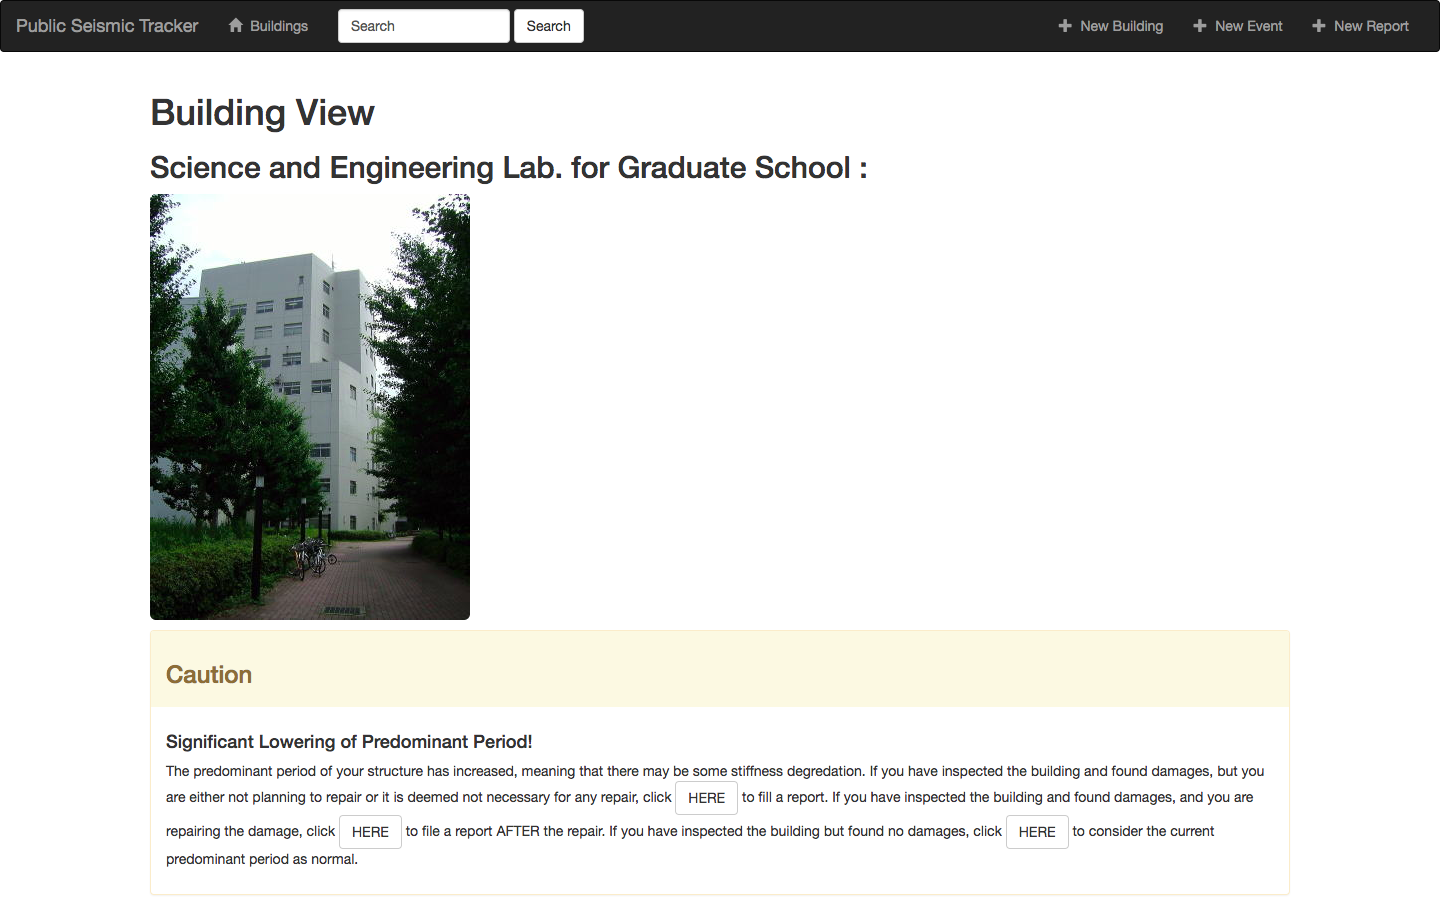 Public Seismic Tracker Buildings Search Search New Building New Event New Report
Building View
Science and Engineering Lab. for Graduate School :
Caution
Significant Lowering of Predominant Period!
The predominant period of your structure has increased, meaning that there may be some stiffness degredation. If you have inspected the building and found damages, but you
are either not planning to repair or it is deemed not necessary for any repair, click HERE to fill a report. If you have inspected the building and found damages, and you are
repairing the damage, click HERE to file a report AFTER the repair. If you have inspected the building but found no damages, click HERE to consider the current
predominant period as normal.